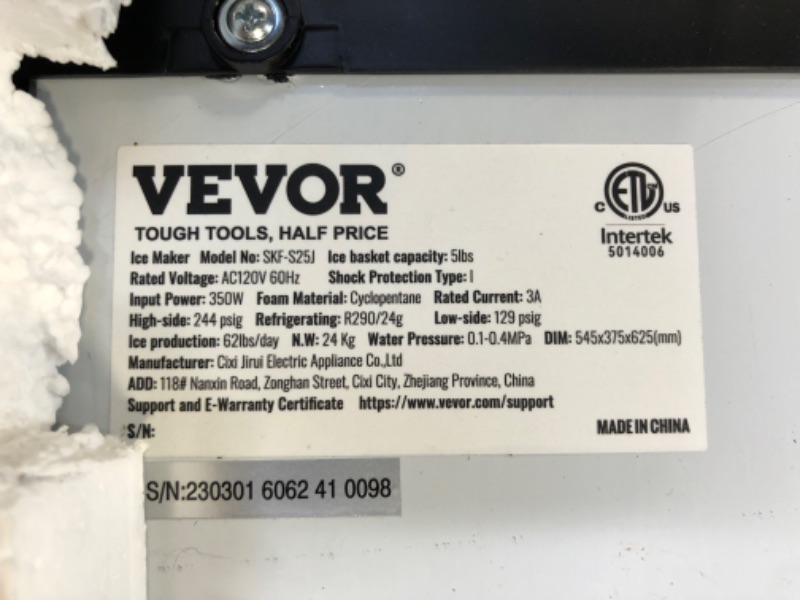 VEVOR®
TOUGH TOOLS, HALF PRICE
C ETL CM LISTED US
Intertek
5014006
Ice Maker Model No: SKF-S25J Ice basket capacity: 5lbs
Rated Voltage: AC120V 60Hz Shock Protection Type: I
Input Power: 350W Foam Material: Cyclopentane Rated Current: 3A
High-side: 244 psig Refrigerating: R290/24g Low-side: 129 psig
Ice production: 62lbs/day N.W: 24 Kg Water Pressure: 0.1-0.4MPa DIM: 545x375x625(mm)
Manufacturer: Cixi Jirui Electric Appliance Co.,Ltd
ADD: 118# Nanxin Road, Zonghan Street, Cixi City, Zhejiang Province, China
Support and E-Warranty Certificate https://www.vevor.com/support
S/N: MADE IN CHINA
S/N:230301 6062 41 0098